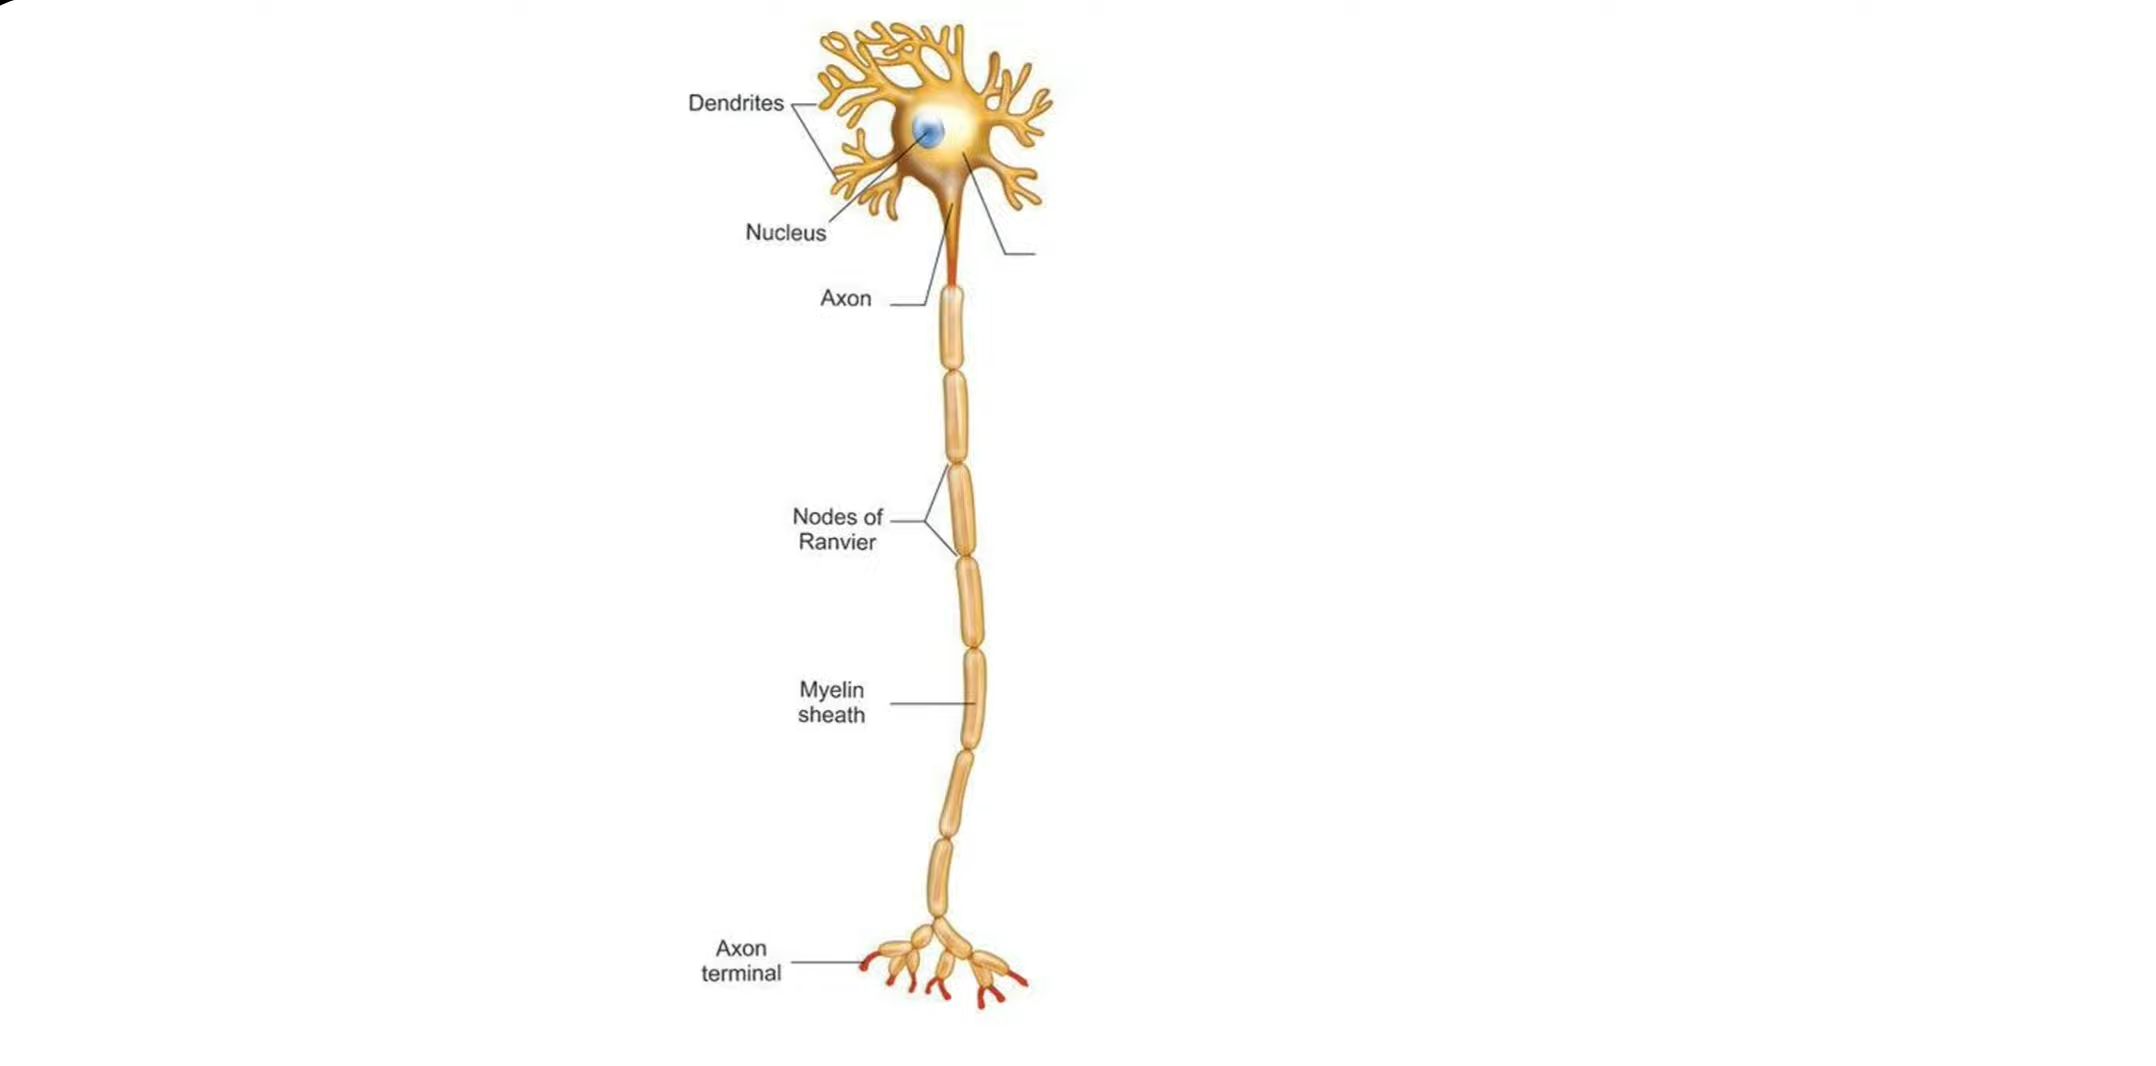 Dendrites
Nucleus
Axon
Nodes of
Ranvier
Myelin
sheath
Axon
terminal